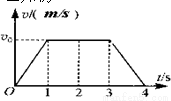 v/(m/s)
v₀
O 1 2 3 4 t/s